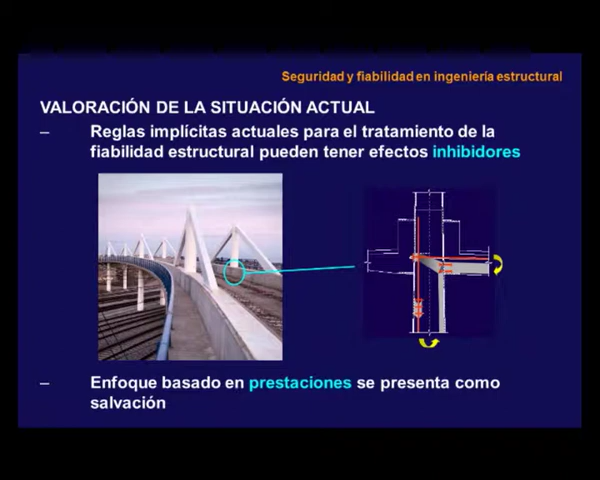 Seguridad y fiabilidad en ingeniería estructural
VALORACIÓN DE LA SITUACIÓN ACTUAL
– Reglas implícitas actuales para el tratamiento de la
fiabilidad estructural pueden tener efectos inhibidores
– Enfoque basado en prestaciones se presenta como
salvación